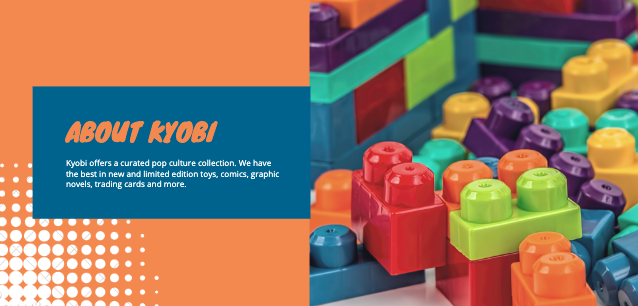 ABOUT KYOBI
Kyobi offers a curated pop culture collection. We have
the best in new and limited edition toys, comics, graphic
novels, trading cards and more.